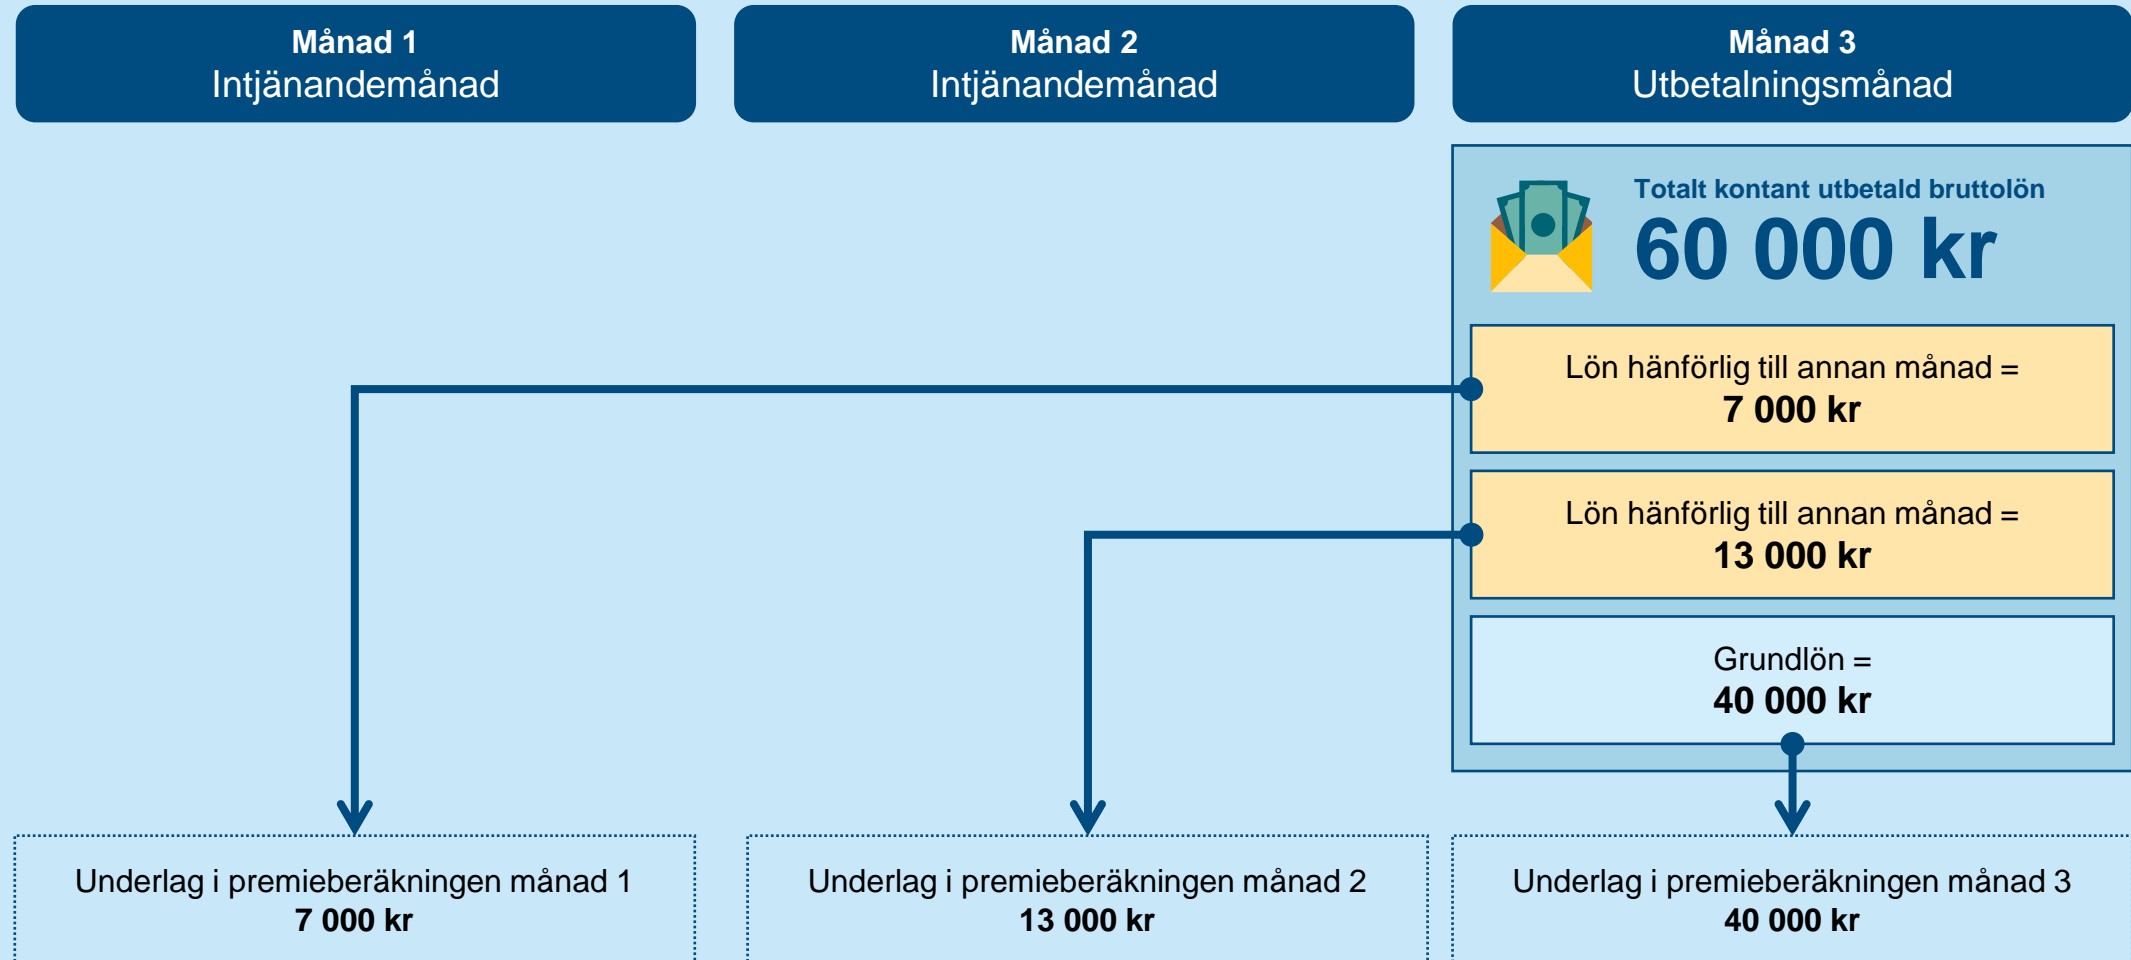 Månad 1
Intjänandemånad
Månad 2
Intjänandemånad
Månad 3
Utbetalningsmånad
Totalt kontant utbetald bruttolön
60 000 kr
Lön hänförlig till annan månad =
7 000 kr
Lön hänförlig till annan månad =
13 000 kr
Grundlön =
40 000 kr
Underlag i premieberäkningen månad 1
7 000 kr
Underlag i premieberäkningen månad 2
13 000 kr
Underlag i premieberäkningen månad 3
40 000 kr